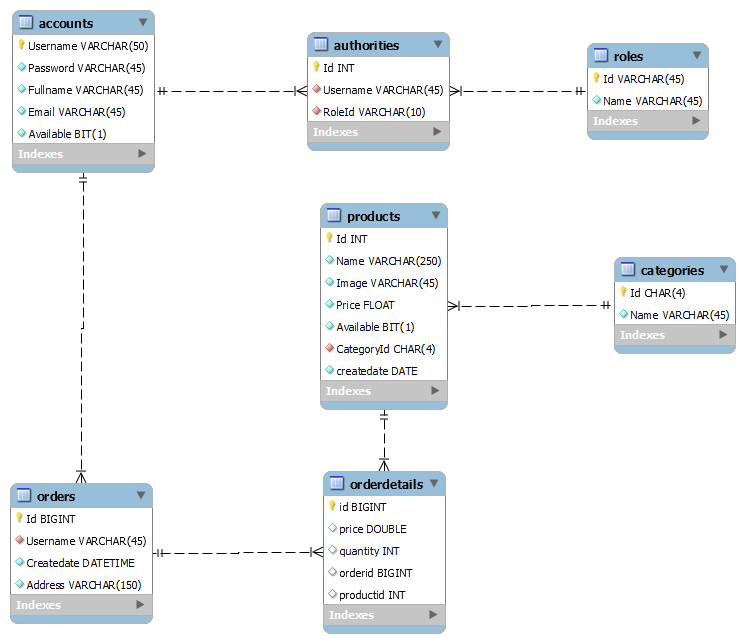 accounts
Username VARCHAR(50)
Password VARCHAR(45)
Fullname VARCHAR(45)
Email VARCHAR(45)
Available BIT(1)
Indexes
authorities
Id INT
Username VARCHAR(45)
RoleId VARCHAR(10)
Indexes
roles
Id VARCHAR(45)
Name VARCHAR(45)
Indexes
products
Id INT
Name VARCHAR(250)
Image VARCHAR(45)
Price FLOAT
Available BIT(1)
CategoryId CHAR(4)
createdate DATE
Indexes
categories
Id CHAR(4)
Name VARCHAR(45)
Indexes
orders
Id BIGINT
Username VARCHAR(45)
Createdate DATETIME
Address VARCHAR(150)
Indexes
orderdetails
id BIGINT
price DOUBLE
quantity INT
orderid BIGINT
productid INT
Indexes